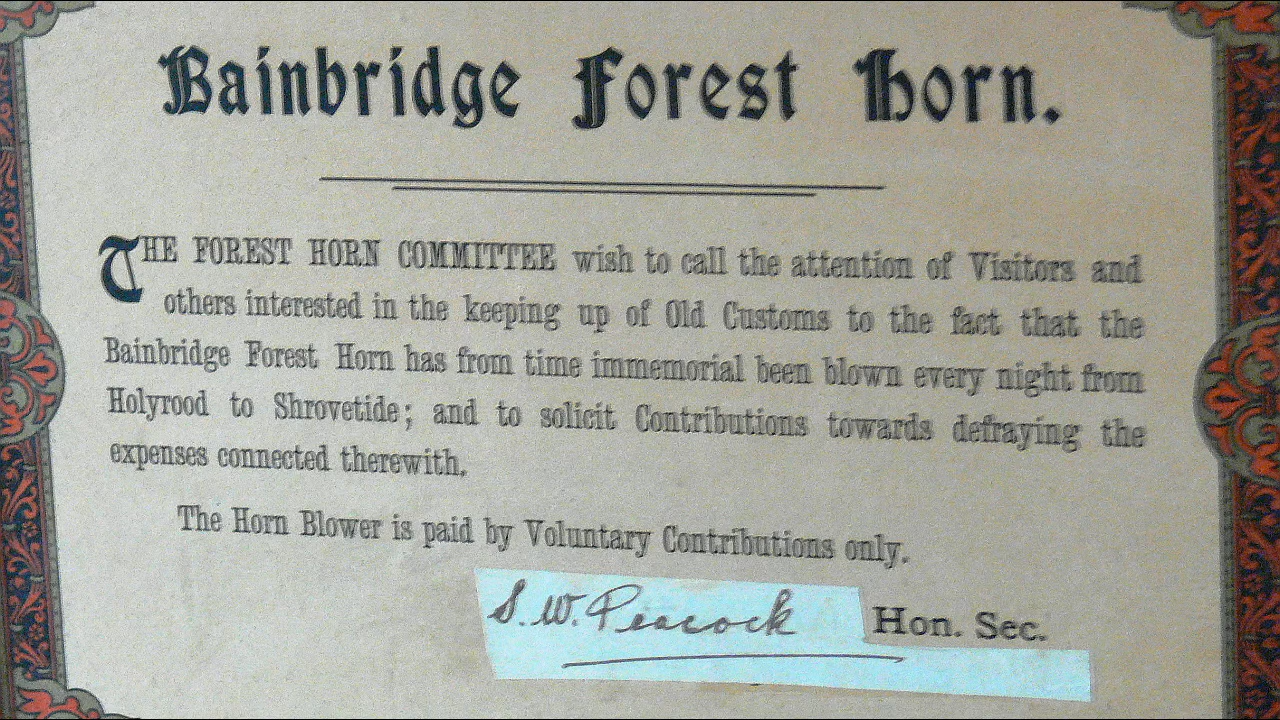 Bainbridge Forest Horn.
THE FOREST HORN COMMITTEE wish to call the attention of Visitors and
others interested in the keeping up of Old Customs to the fact that the
Bainbridge Forest Horn has from time immemorial been blown every night from
Holyrood to Shrovetide; and to solicit Contributions towards defraying the
expenses connected therewith.
The Horn Blower is paid by Voluntary Contributions only.
S. W. Peacock Hon. Sec.